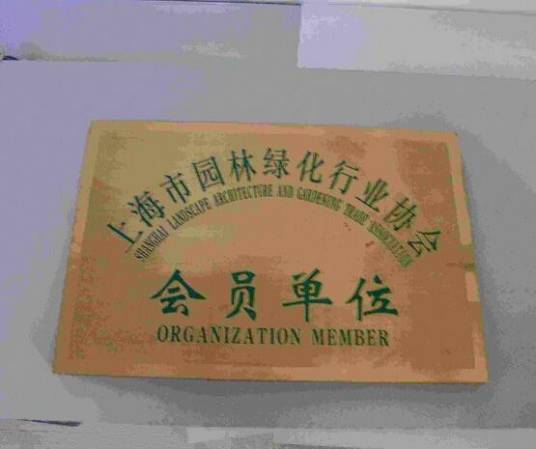 上海市园林绿化行业协会
SHANGHAI LANDSCAPE ARCHITECTURE AND GARDENING TRADE ASSOCIATION
会员单位
ORGANIZATION MEMBER